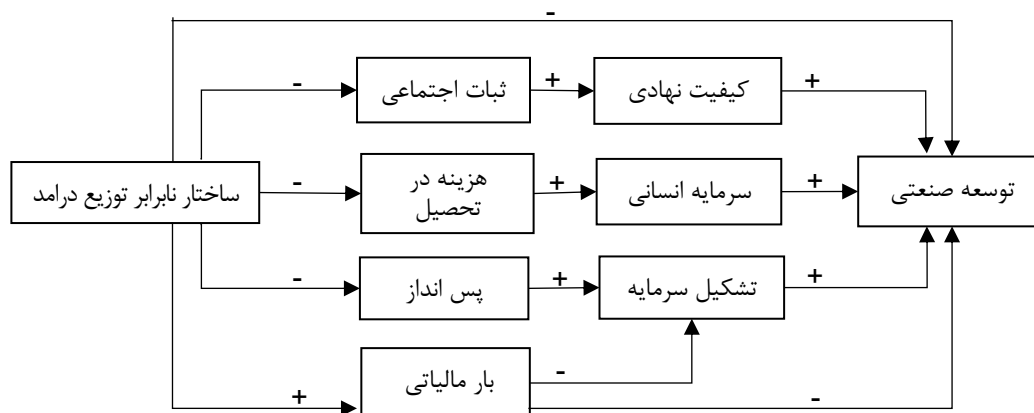 -
- ثبات اجتماعی + کیفیت نهادی +
ساختار نابرابر توزیع درامد - هزینه در تحصیل + سرمایه انسانی + توسعه صنعتی
- پس انداز + تشکیل سرمایه +
+ بار مالیاتی - -